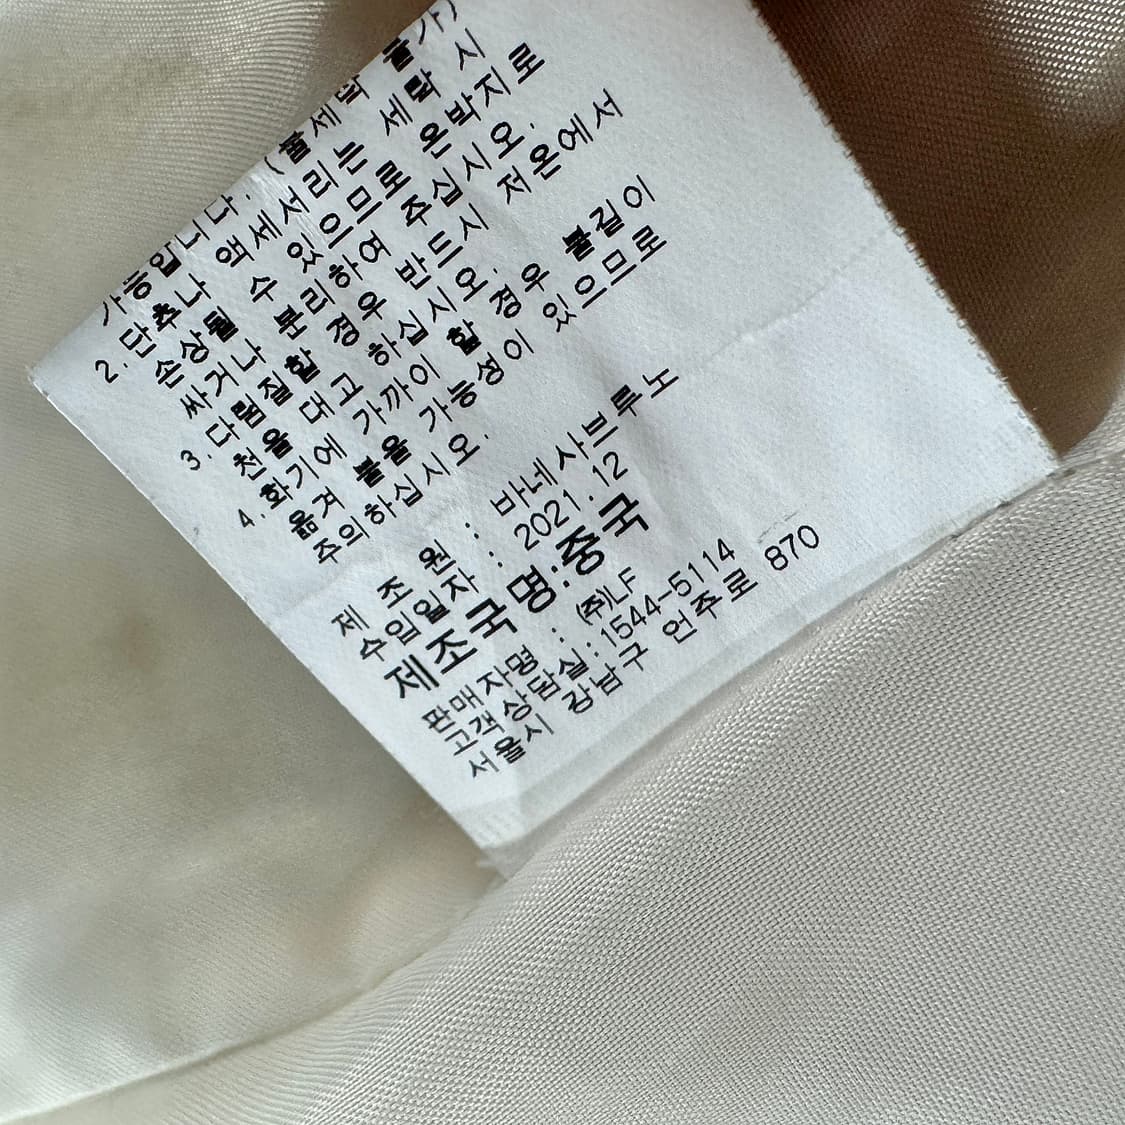 가능합니다. (물세탁 불가)
2.단추나 액세서리는 세탁 시
손상될 수 있으므로 은박지로
싸거나 분리하여 주십시오.
3.다림질할 경우 반드시 저온에서
천을 대고 하십시오.
4.화기에 가까이 할 경우 불길이
옮겨 붙을 가능성이 있으므로
주의하십시오.
제 조 원 : 바네사브루노
수입일자 : 2021.12
제조국명:중국
판매자명 : (주)LF
고객상담실:1544-5114
서울시 강남구 언주로 870